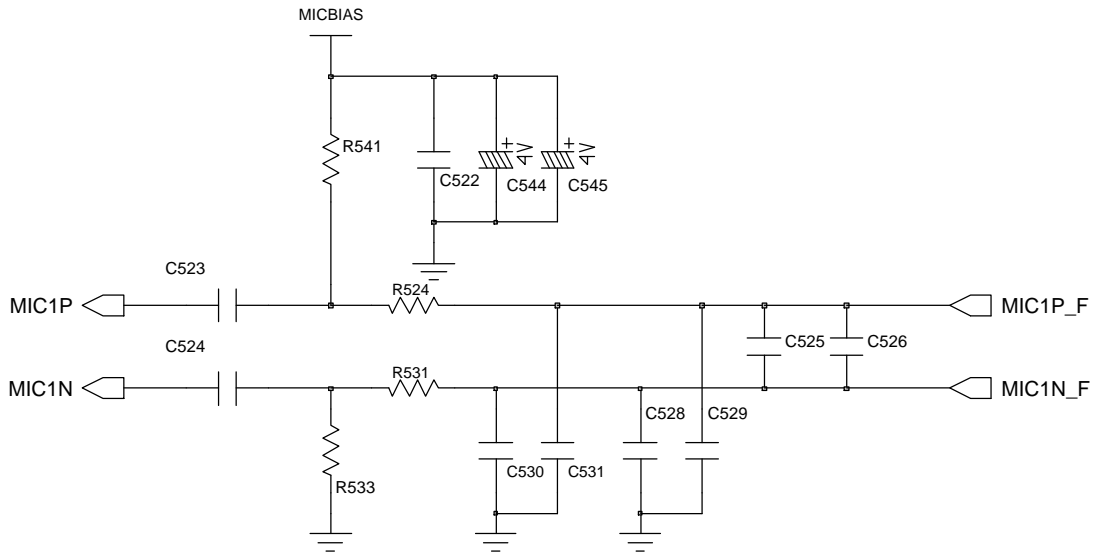 MICBIAS
R541
+
4V
+
4V
C522
C544
C545
C523
R524
MIC1P
MIC1P_F
C524
C525
C526
R531
MIC1N
MIC1N_F
C528
C529
C530
C531
R533